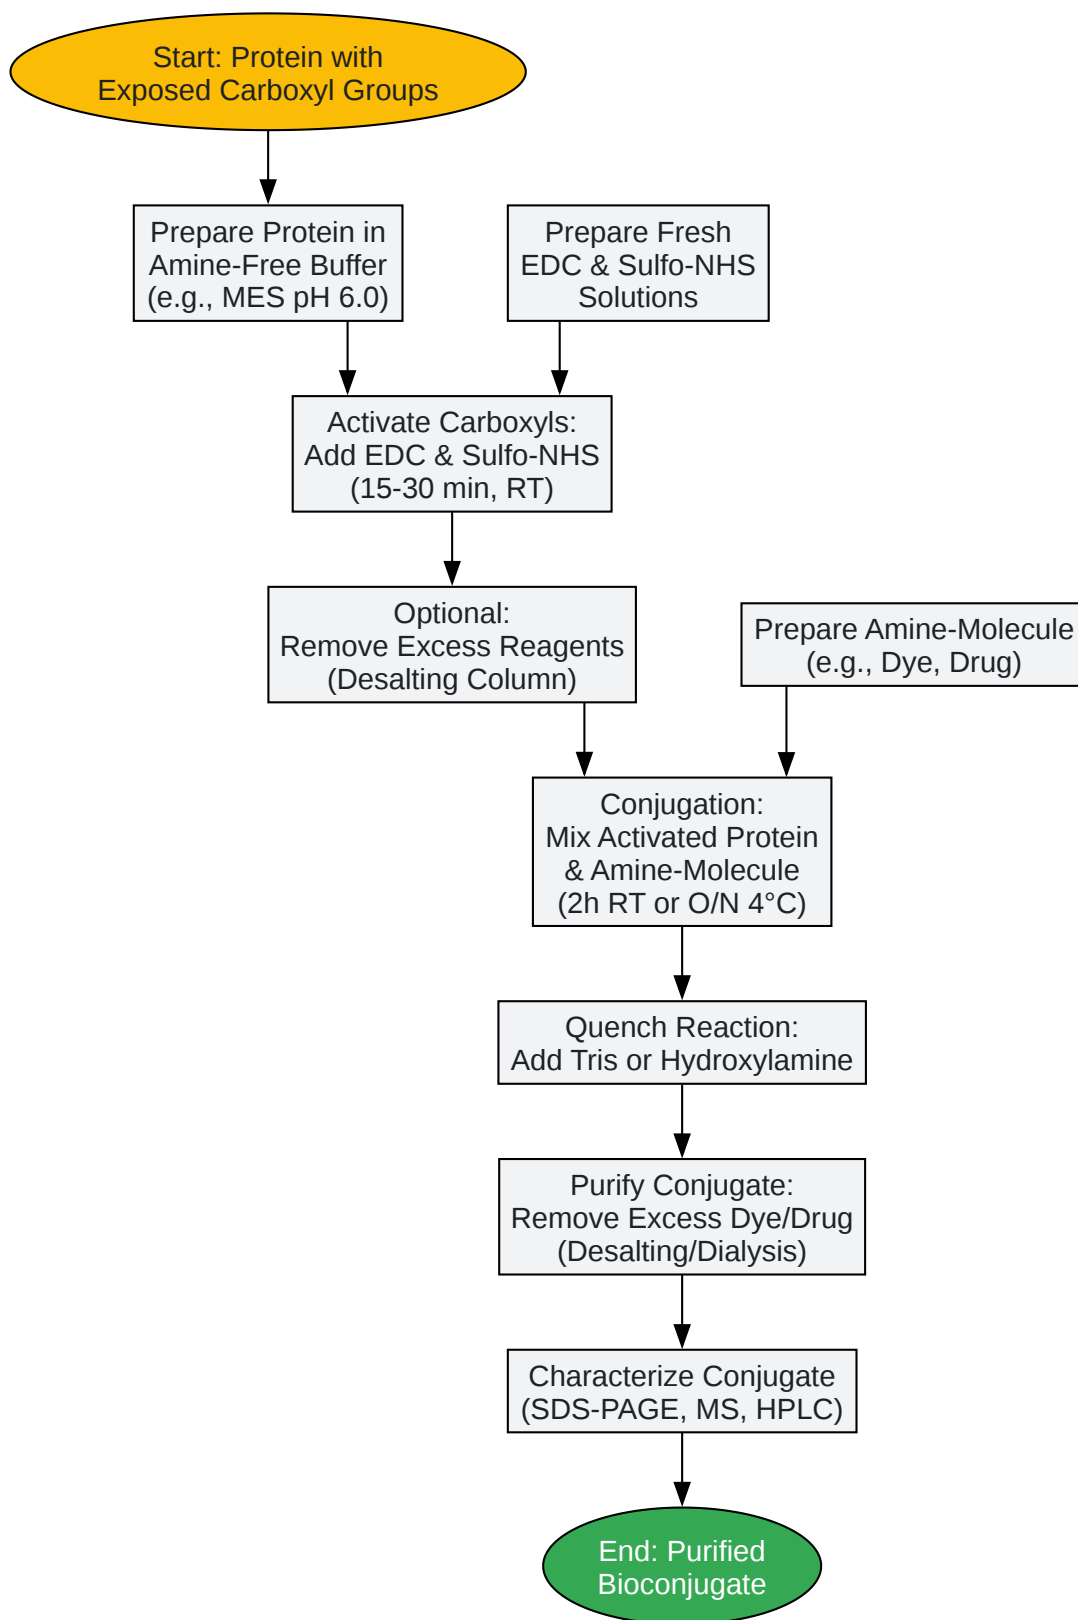 Start: Protein with
Exposed Carboxyl Groups
Prepare Protein in
Amine-Free Buffer
(e.g., MES pH 6.0)
Prepare Fresh
EDC & Sulfo-NHS
Solutions
Activate Carboxyls:
Add EDC & Sulfo-NHS
(15-30 min, RT)
Optional:
Remove Excess Reagents
(Desalting Column)
Prepare Amine-Molecule
(e.g., Dye, Drug)
Conjugation:
Mix Activated Protein
& Amine-Molecule
(2h RT or O/N 4°C)
Quench Reaction:
Add Tris or Hydroxylamine
Purify Conjugate:
Remove Excess Dye/Drug
(Desalting/Dialysis)
Characterize Conjugate
(SDS-PAGE, MS, HPLC)
End: Purified
Bioconjugate